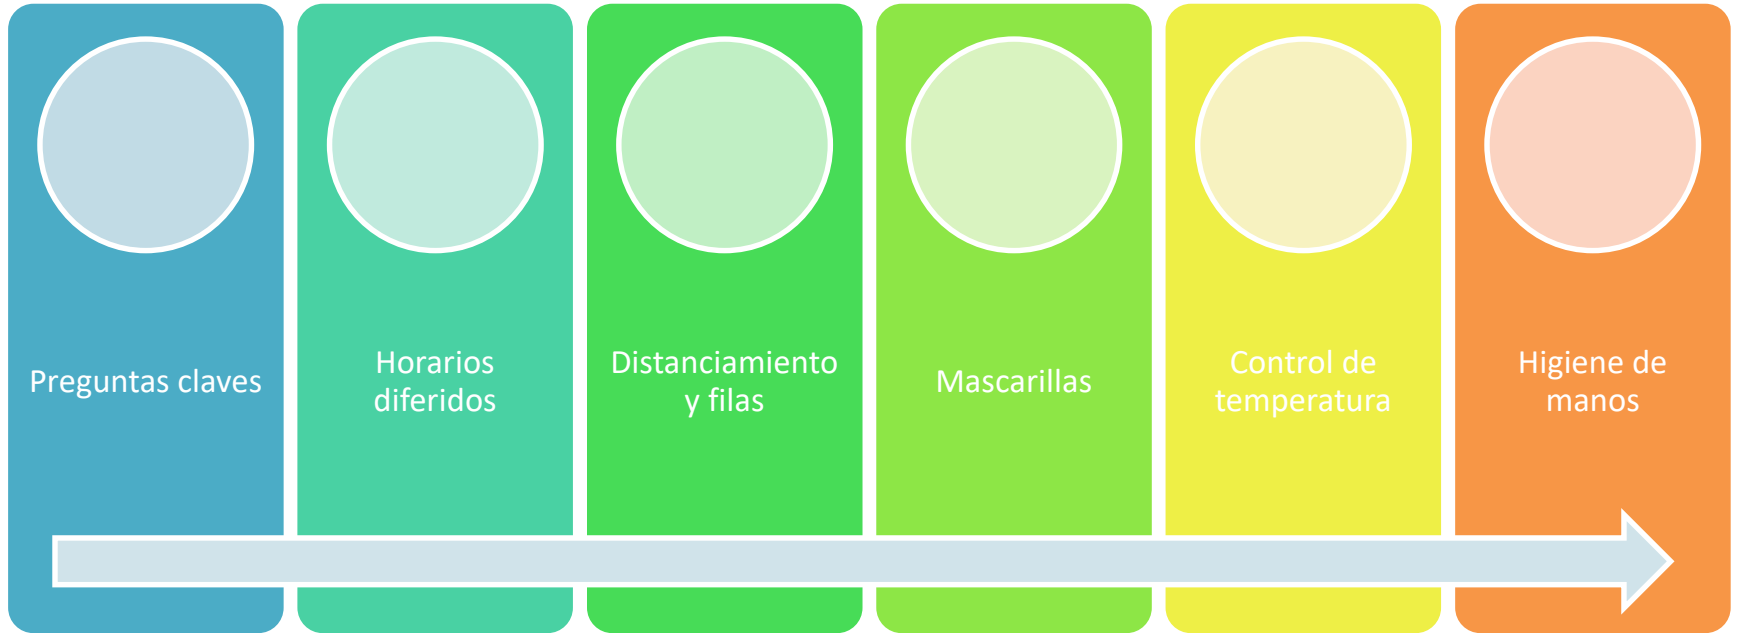 Preguntas claves
Horarios
diferidos
Distanciamiento
y filas
Mascarillas
Control de
temperatura
Higiene de
manos